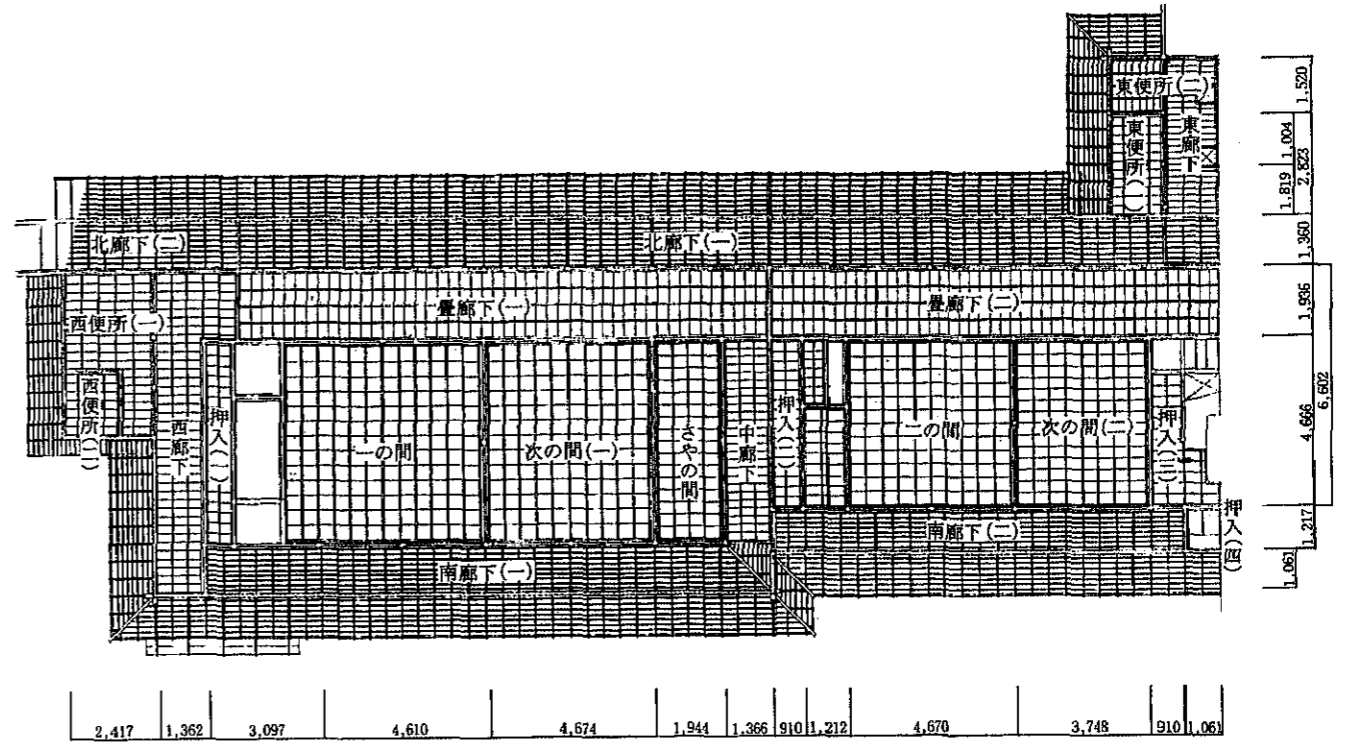 東便所(二)
東便所(一)
東廊下
北廊下(二)
北廊下(一)
畳廊下(一)
畳廊下(二)
西便所(一)
西便所(二)
西廊下
押入(一)
一の間
次の間(一)
さやの間
中廊下
押入(二)
二の間
次の間(二)
押入(三)
押入(四)
南廊下(一)
南廊下(二)
1,520
1,004
2,823
1,819
1,360
1,936
4,666
6,602
1,217
1,061
2,417 1,362 3,097 4,610 4,674 1,944 1,366 910 1,212 4,670 3,748 910 1,061